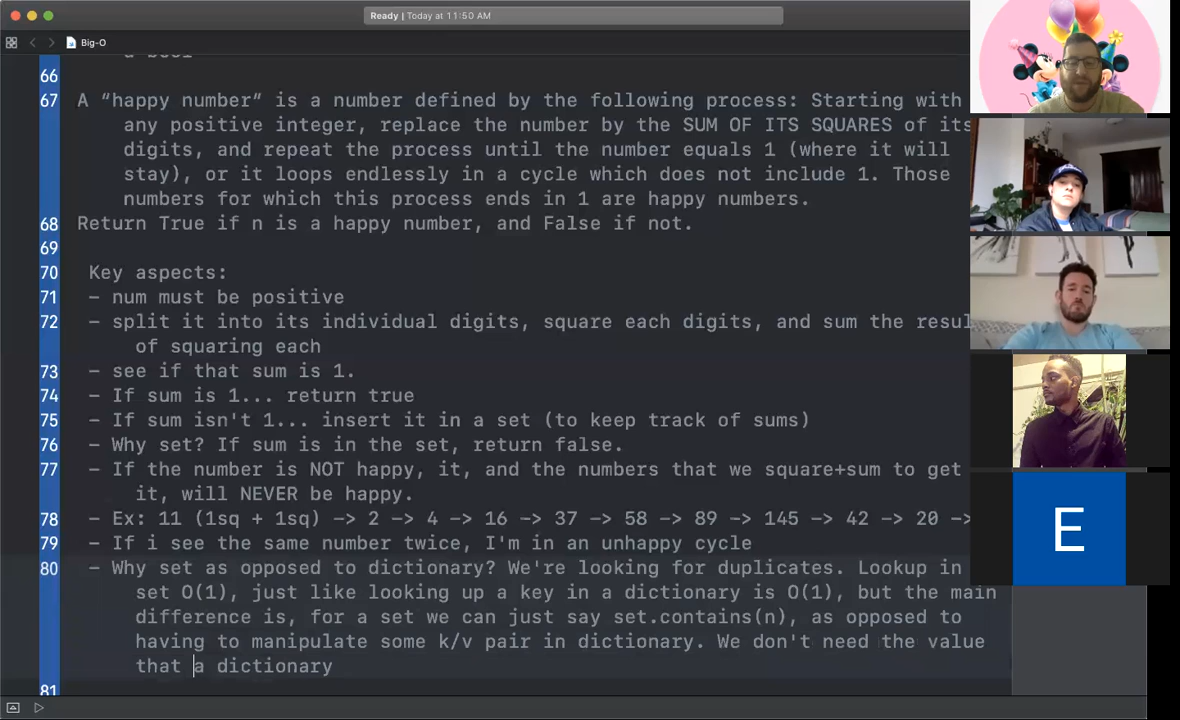 Ready | Today at 11:50 AM
Big-O
66
67 A “happy number” is a number defined by the following process: Starting with
any positive integer, replace the number by the SUM OF ITS SQUARES of its
digits, and repeat the process until the number equals 1 (where it will
stay), or it loops endlessly in a cycle which does not include 1. Those
numbers for which this process ends in 1 are happy numbers.
68 Return True if n is a happy number, and False if not.
69
70 Key aspects:
71 - num must be positive
72 - split it into its individual digits, square each digits, and sum the resul
of squaring each
73 - see if that sum is 1.
74 - If sum is 1... return true
75 - If sum isn't 1... insert it in a set (to keep track of sums)
76 - Why set? If sum is in the set, return false.
77 - If the number is NOT happy, it, and the numbers that we square+sum to get
it, will NEVER be happy.
78 - Ex: 11 (1sq + 1sq) -> 2 -> 4 -> 16 -> 37 -> 58 -> 89 -> 145 -> 42 -> 20 ->
79 - If i see the same number twice, I'm in an unhappy cycle
80 - Why set as opposed to dictionary? We're looking for duplicates. Lookup in
set O(1), just like looking up a key in a dictionary is O(1), but the main
difference is, for a set we can just say set.contains(n), as opposed to
having to manipulate some k/v pair in dictionary. We don't need the value
that a dictionary
81
E